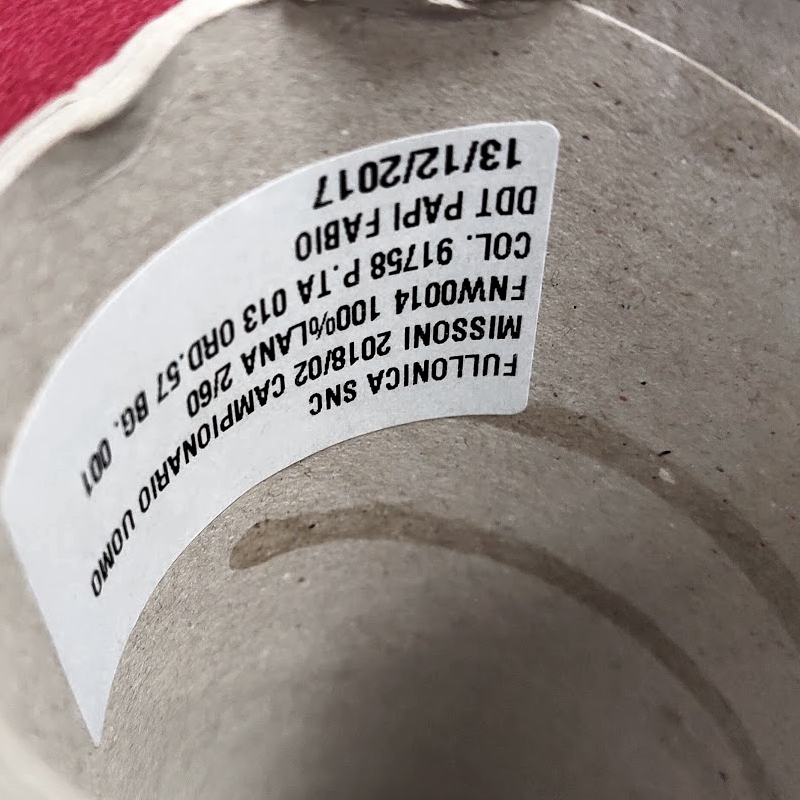 FULLONICA SNC
MISSONI 2018/02 CAMPIONARIO UOMO
FNW0014 100%LANA 2/60
COL. 91758 P.TA 013 ORD.57 BG. 001
DDT PAPI FABIO
13/12/2017